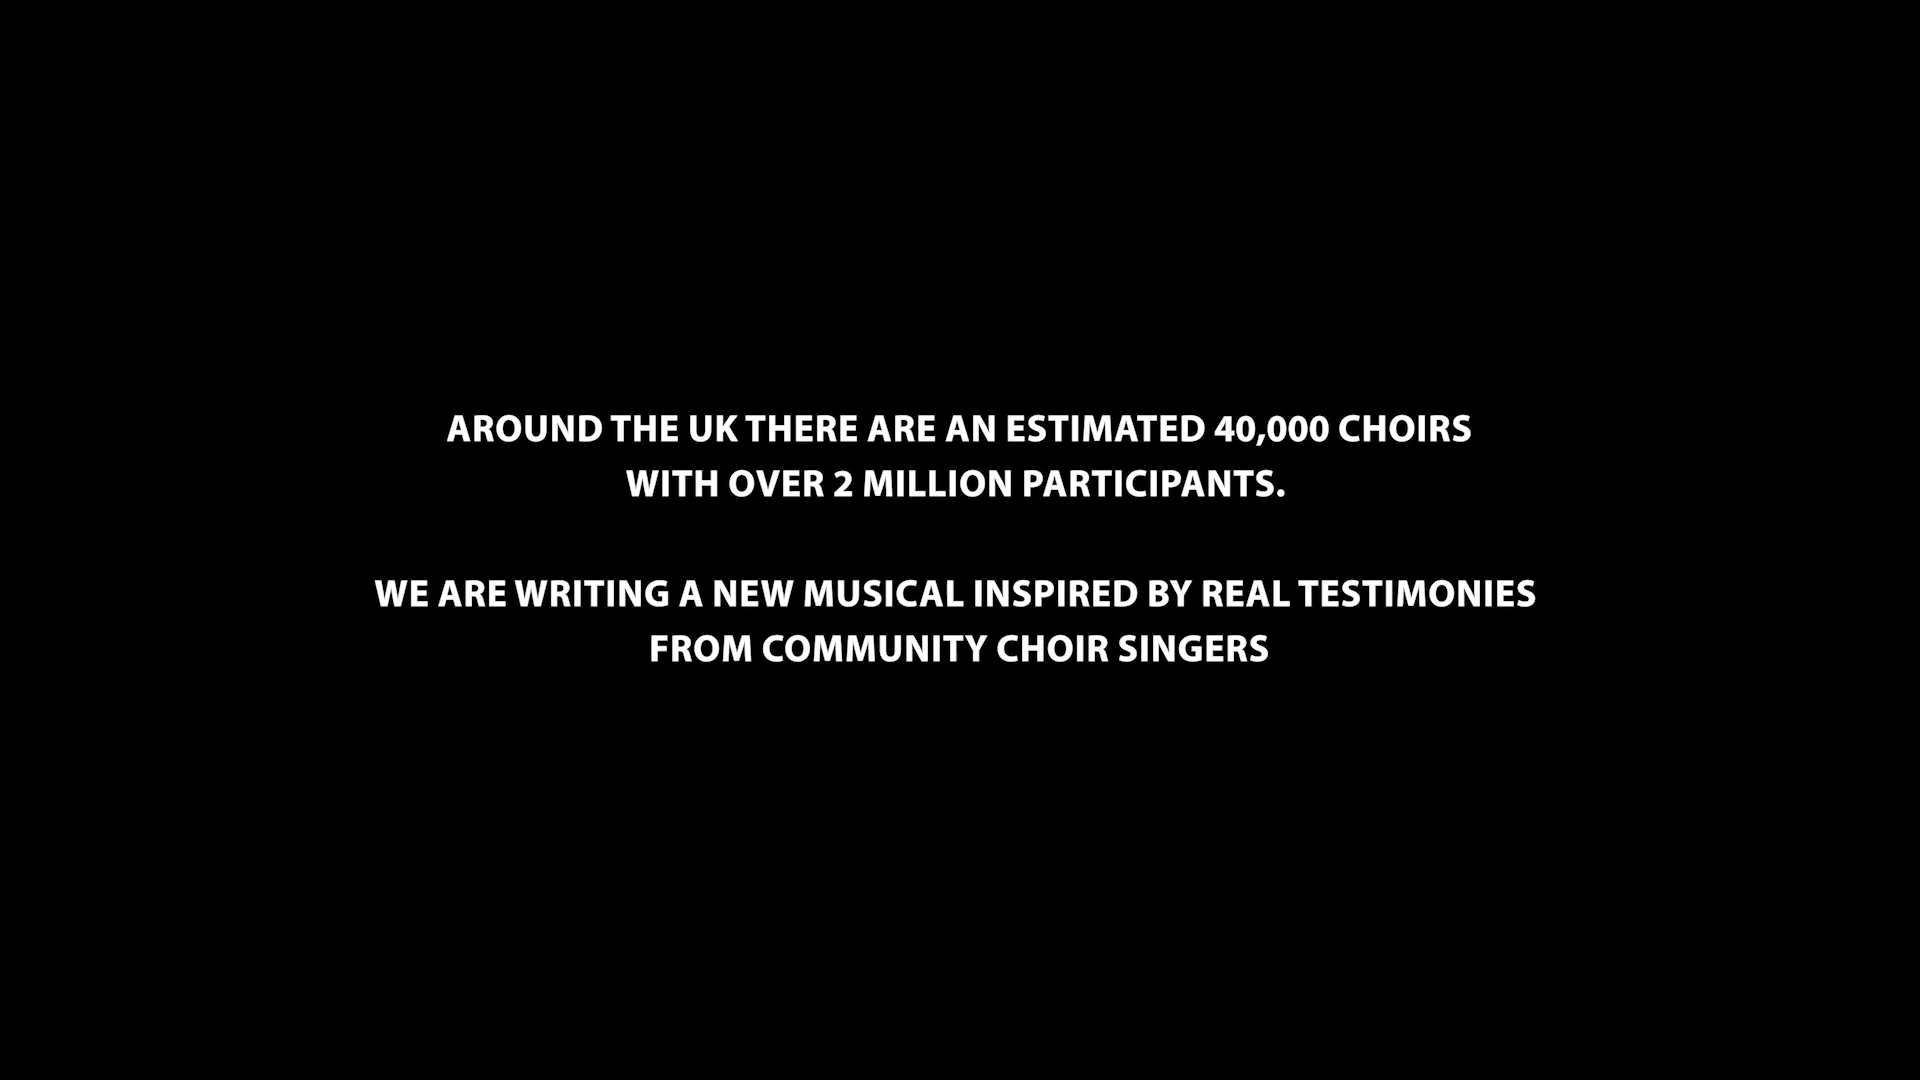 AROUND THE UK THERE ARE AN ESTIMATED 40,000 CHOIRS
WITH OVER 2 MILLION PARTICIPANTS.
WE ARE WRITING A NEW MUSICAL INSPIRED BY REAL TESTIMONIES
FROM COMMUNITY CHOIR SINGERS